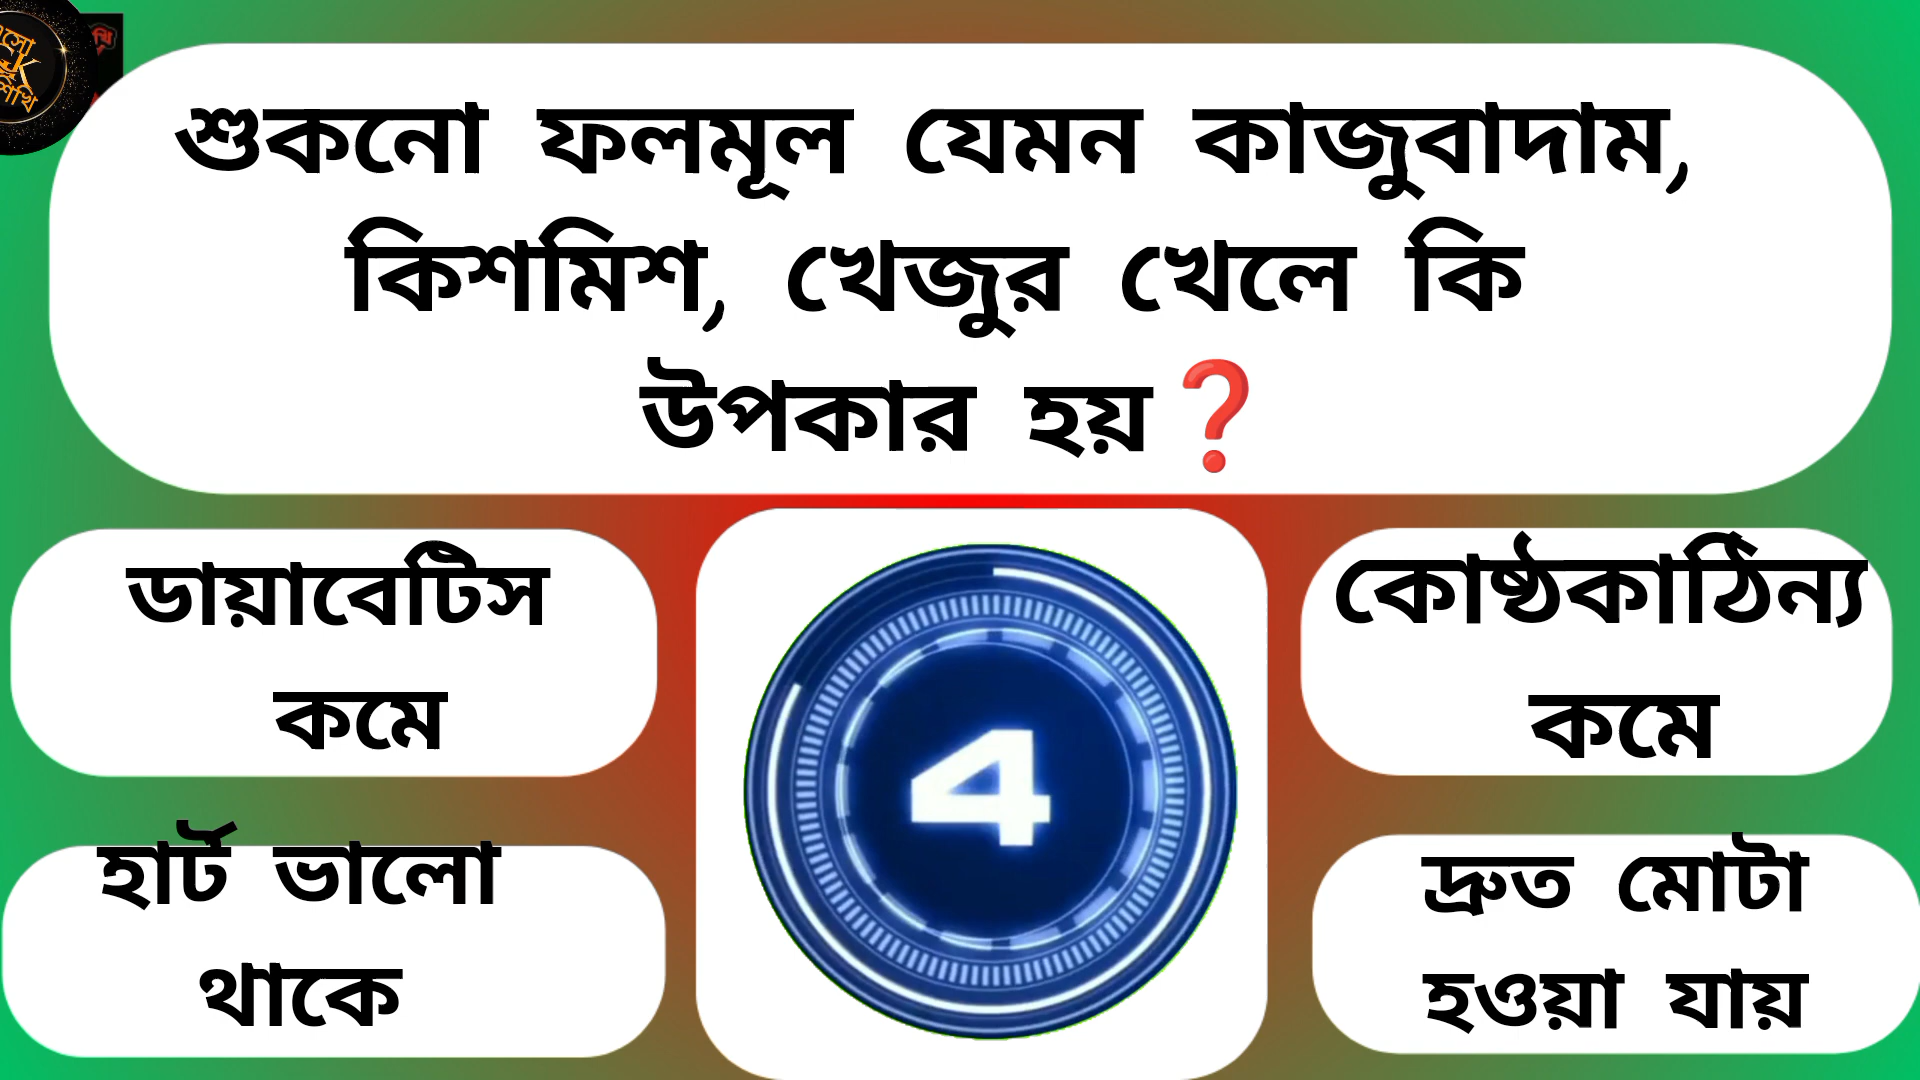 শুকনো ফলমূল যেমন কাজুবাদাম,
কিশমিশ, খেজুর খেলে কি
উপকার হয়❓
ডায়াবেটিস
কমে
কোষ্ঠকাঠিন্য
কমে
4
হার্ট ভালো
থাকে
দ্রুত মোটা
হওয়া যায়